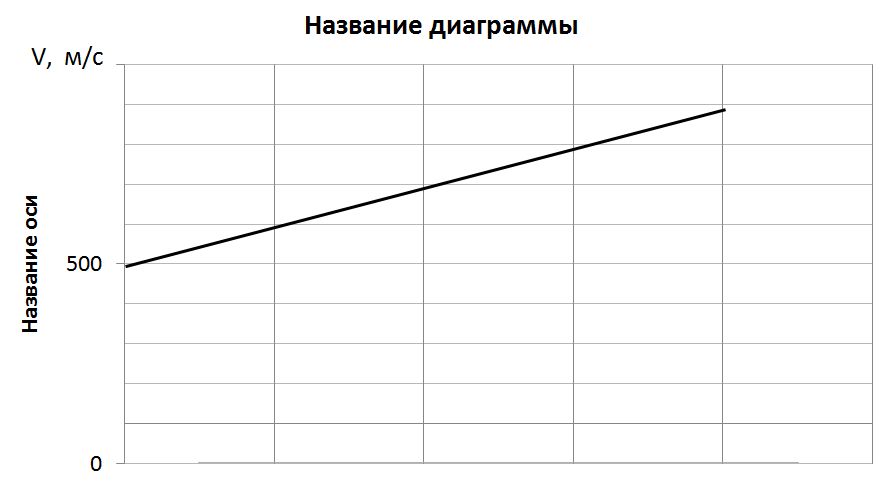 Название диаграммы
V, м/с
Название оси
500
0